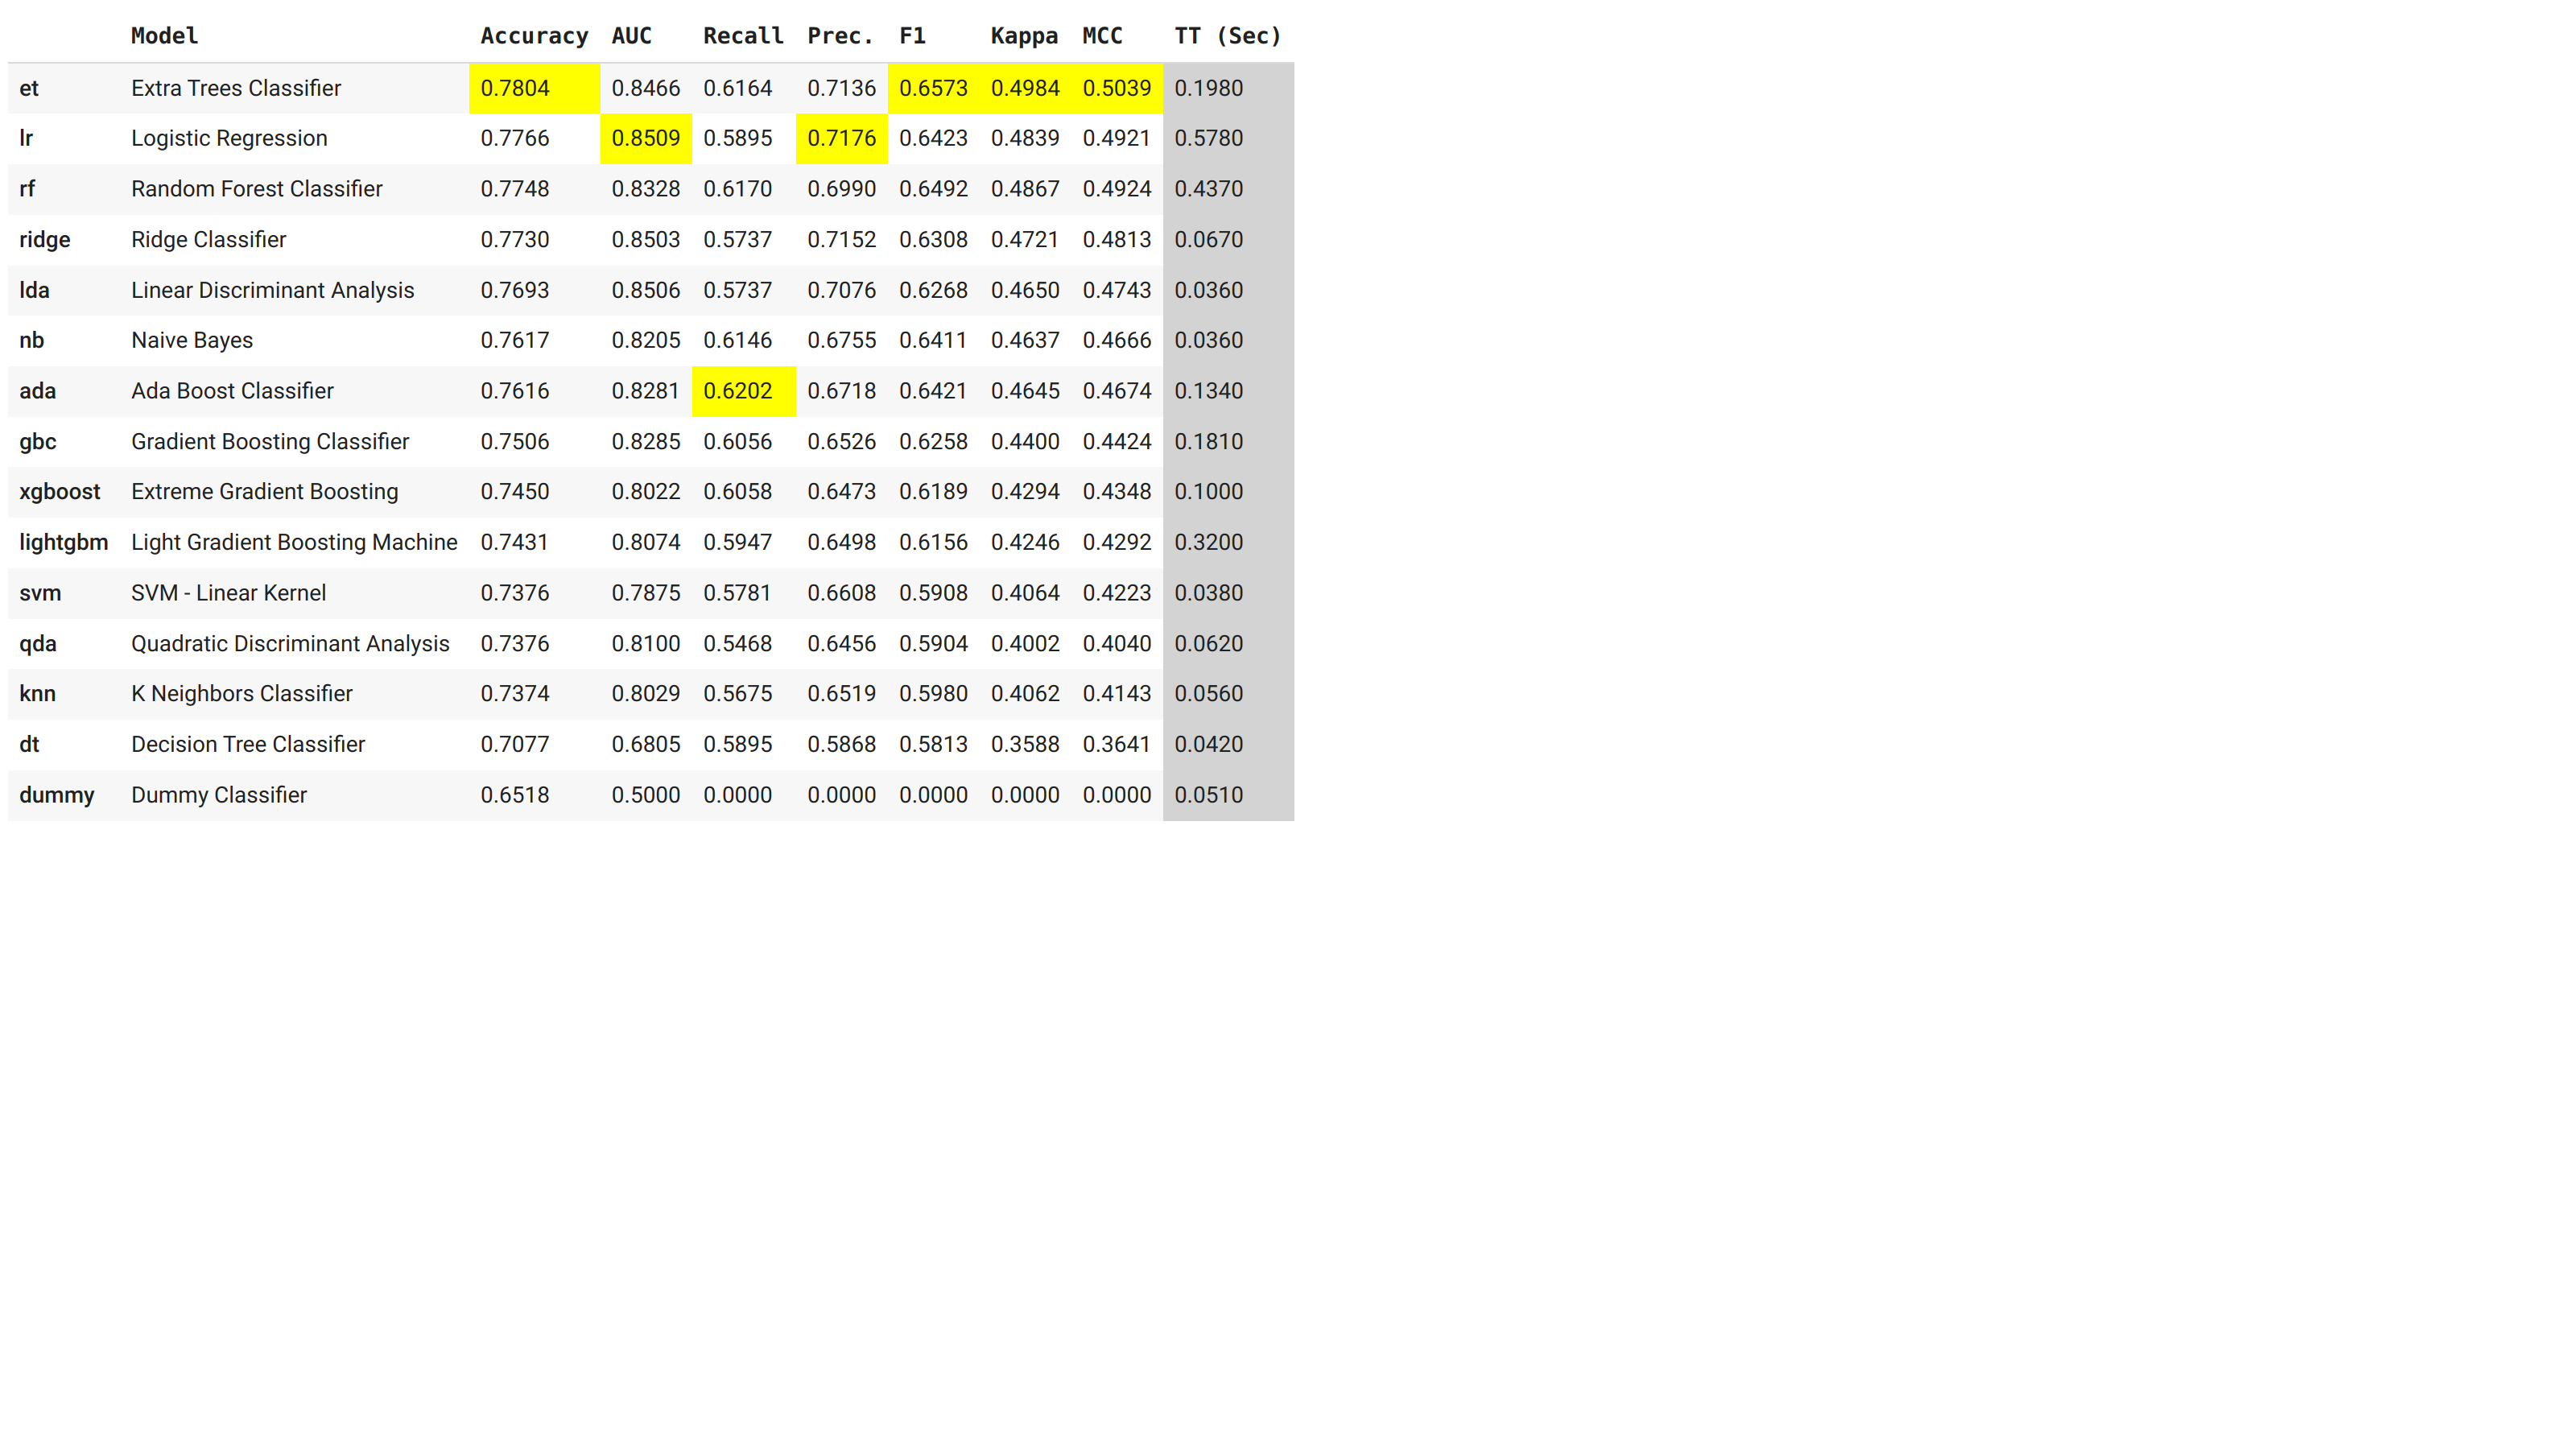 Model Accuracy AUC Recall Prec. F1 Kappa MCC TT (Sec)
et Extra Trees Classifier 0.7804 0.8466 0.6164 0.7136 0.6573 0.4984 0.5039 0.1980
lr Logistic Regression 0.7766 0.8509 0.5895 0.7176 0.6423 0.4839 0.4921 0.5780
rf Random Forest Classifier 0.7748 0.8328 0.6170 0.6990 0.6492 0.4867 0.4924 0.4370
ridge Ridge Classifier 0.7730 0.8503 0.5737 0.7152 0.6308 0.4721 0.4813 0.0670
lda Linear Discriminant Analysis 0.7693 0.8506 0.5737 0.7076 0.6268 0.4650 0.4743 0.0360
nb Naive Bayes 0.7617 0.8205 0.6146 0.6755 0.6411 0.4637 0.4666 0.0360
ada Ada Boost Classifier 0.7616 0.8281 0.6202 0.6718 0.6421 0.4645 0.4674 0.1340
gbc Gradient Boosting Classifier 0.7506 0.8285 0.6056 0.6526 0.6258 0.4400 0.4424 0.1810
xgboost Extreme Gradient Boosting 0.7450 0.8022 0.6058 0.6473 0.6189 0.4294 0.4348 0.1000
lightgbm Light Gradient Boosting Machine 0.7431 0.8074 0.5947 0.6498 0.6156 0.4246 0.4292 0.3200
svm SVM - Linear Kernel 0.7376 0.7875 0.5781 0.6608 0.5908 0.4064 0.4223 0.0380
qda Quadratic Discriminant Analysis 0.7376 0.8100 0.5468 0.6456 0.5904 0.4002 0.4040 0.0620
knn K Neighbors Classifier 0.7374 0.8029 0.5675 0.6519 0.5980 0.4062 0.4143 0.0560
dt Decision Tree Classifier 0.7077 0.6805 0.5895 0.5868 0.5813 0.3588 0.3641 0.0420
dummy Dummy Classifier 0.6518 0.5000 0.0000 0.0000 0.0000 0.0000 0.0000 0.0510